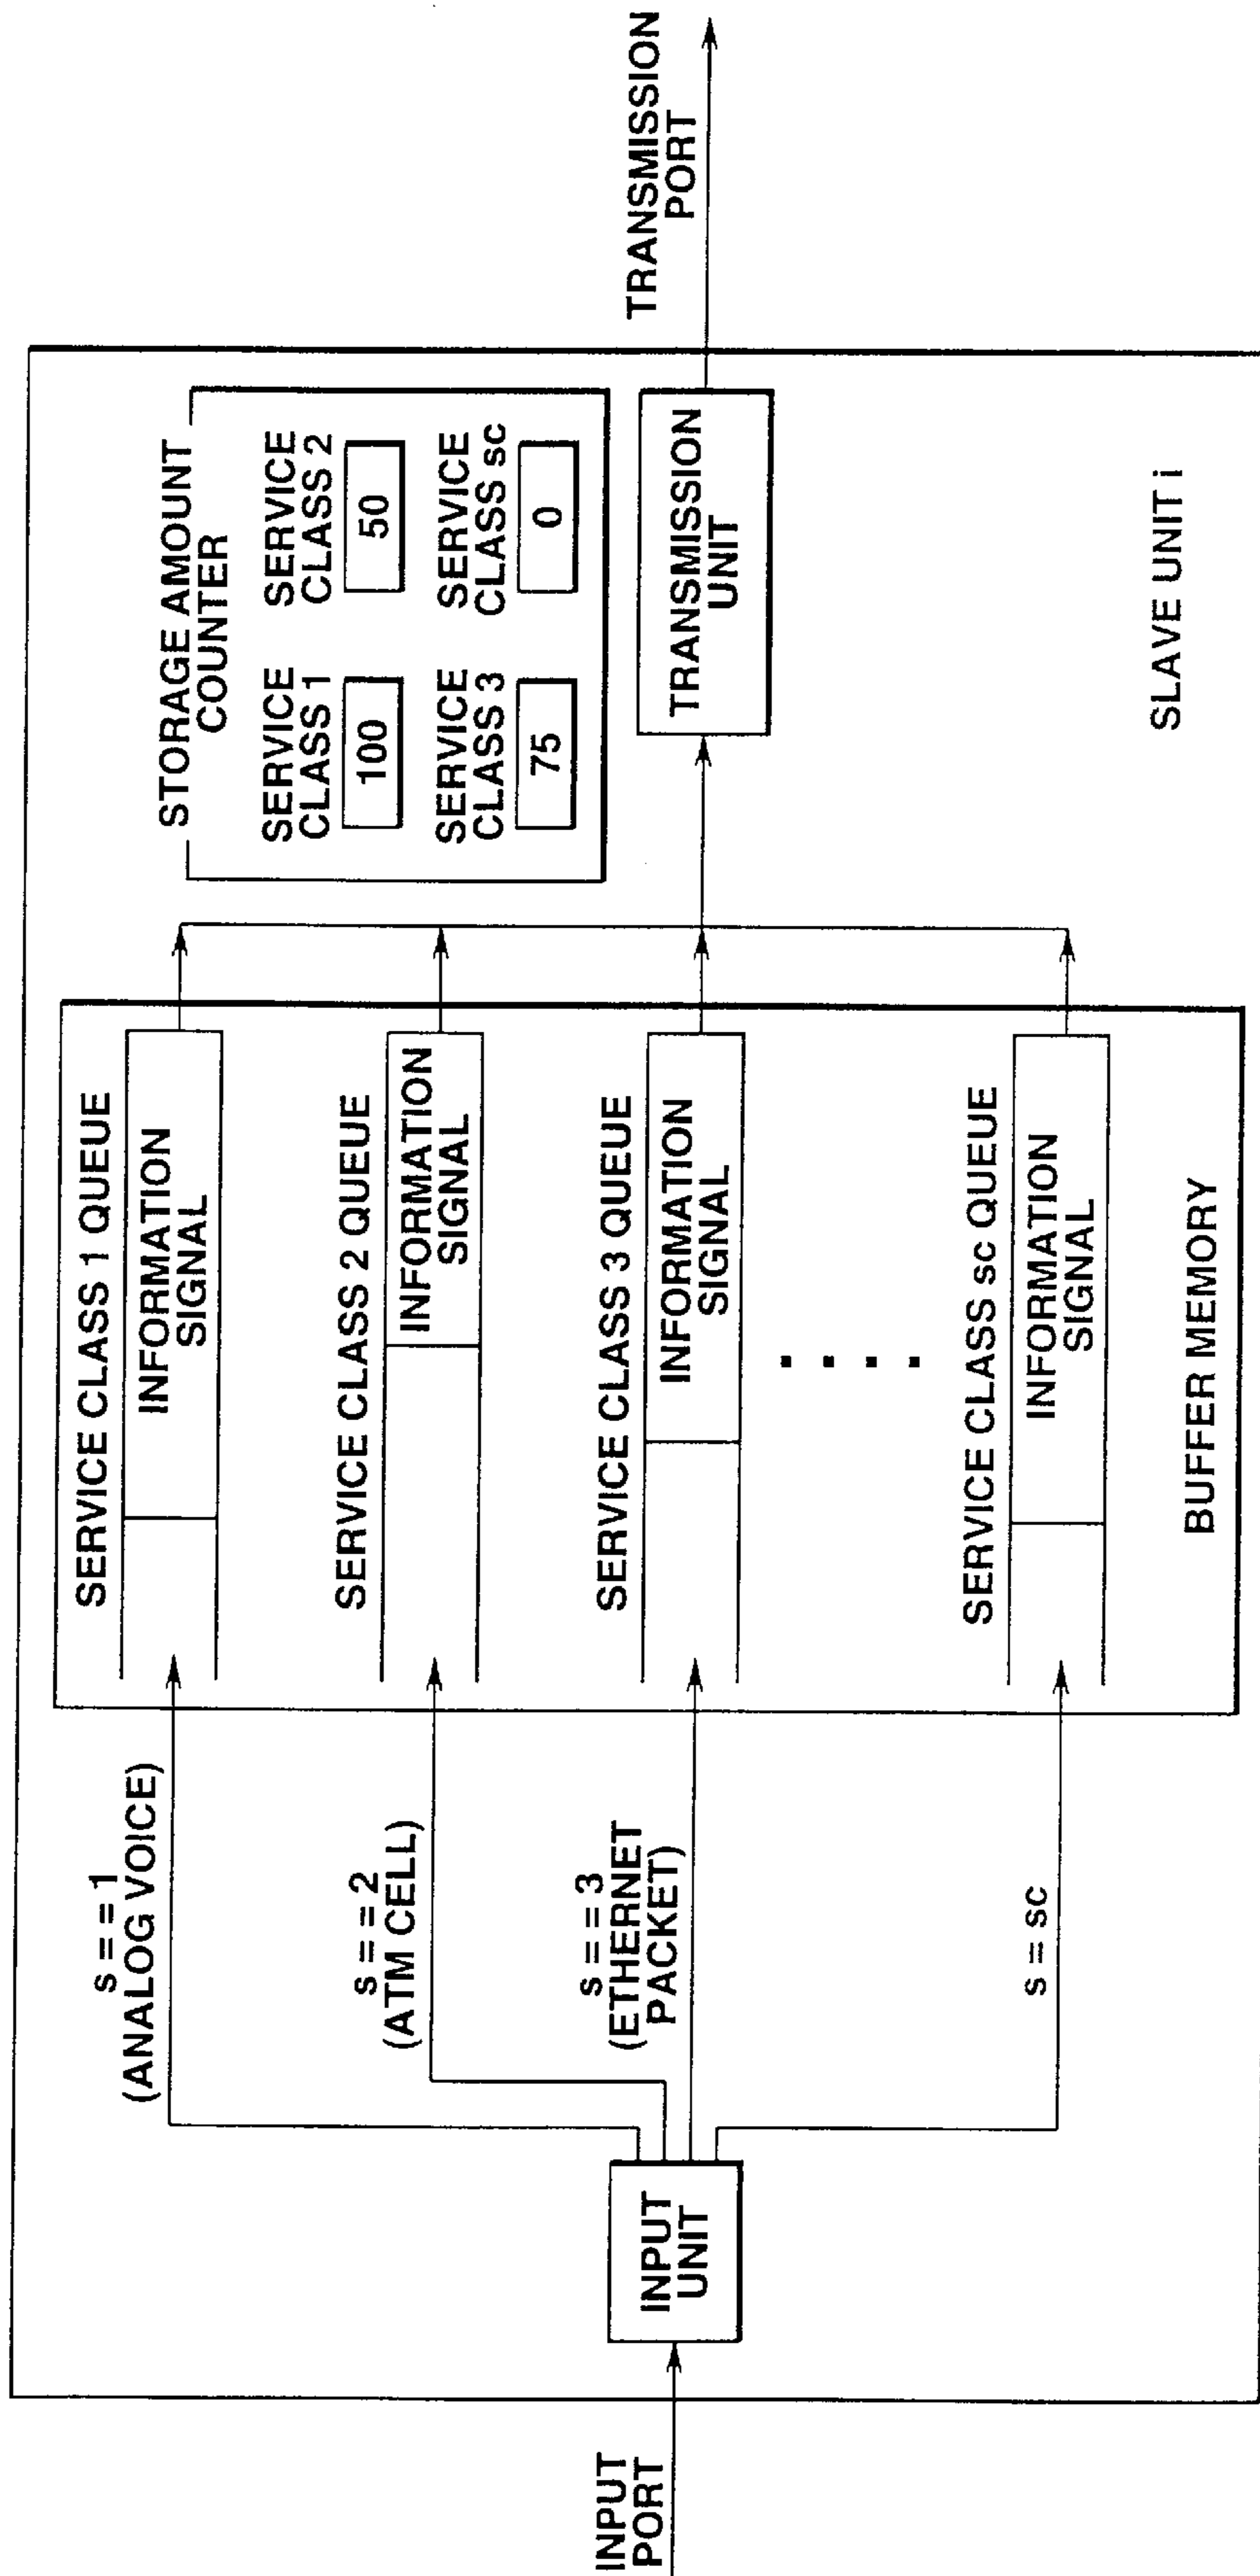 INPUT
PORT
INPUT
UNIT
s = = 1
(ANALOG VOICE)
s = = 2
(ATM CELL)
s = = 3
(ETHERNET
PACKET)
s = sc
SERVICE CLASS 1 QUEUE
INFORMATION
SIGNAL
SERVICE CLASS 2 QUEUE
INFORMATION
SIGNAL
SERVICE CLASS 3 QUEUE
INFORMATION
SIGNAL
SERVICE CLASS sc QUEUE
INFORMATION
SIGNAL
BUFFER MEMORY
STORAGE AMOUNT
COUNTER
SERVICE
CLASS 1
100
SERVICE
CLASS 2
50
SERVICE
CLASS 3
75
SERVICE
CLASS sc
0
TRANSMISSION
UNIT
SLAVE UNIT i
TRANSMISSION
PORT